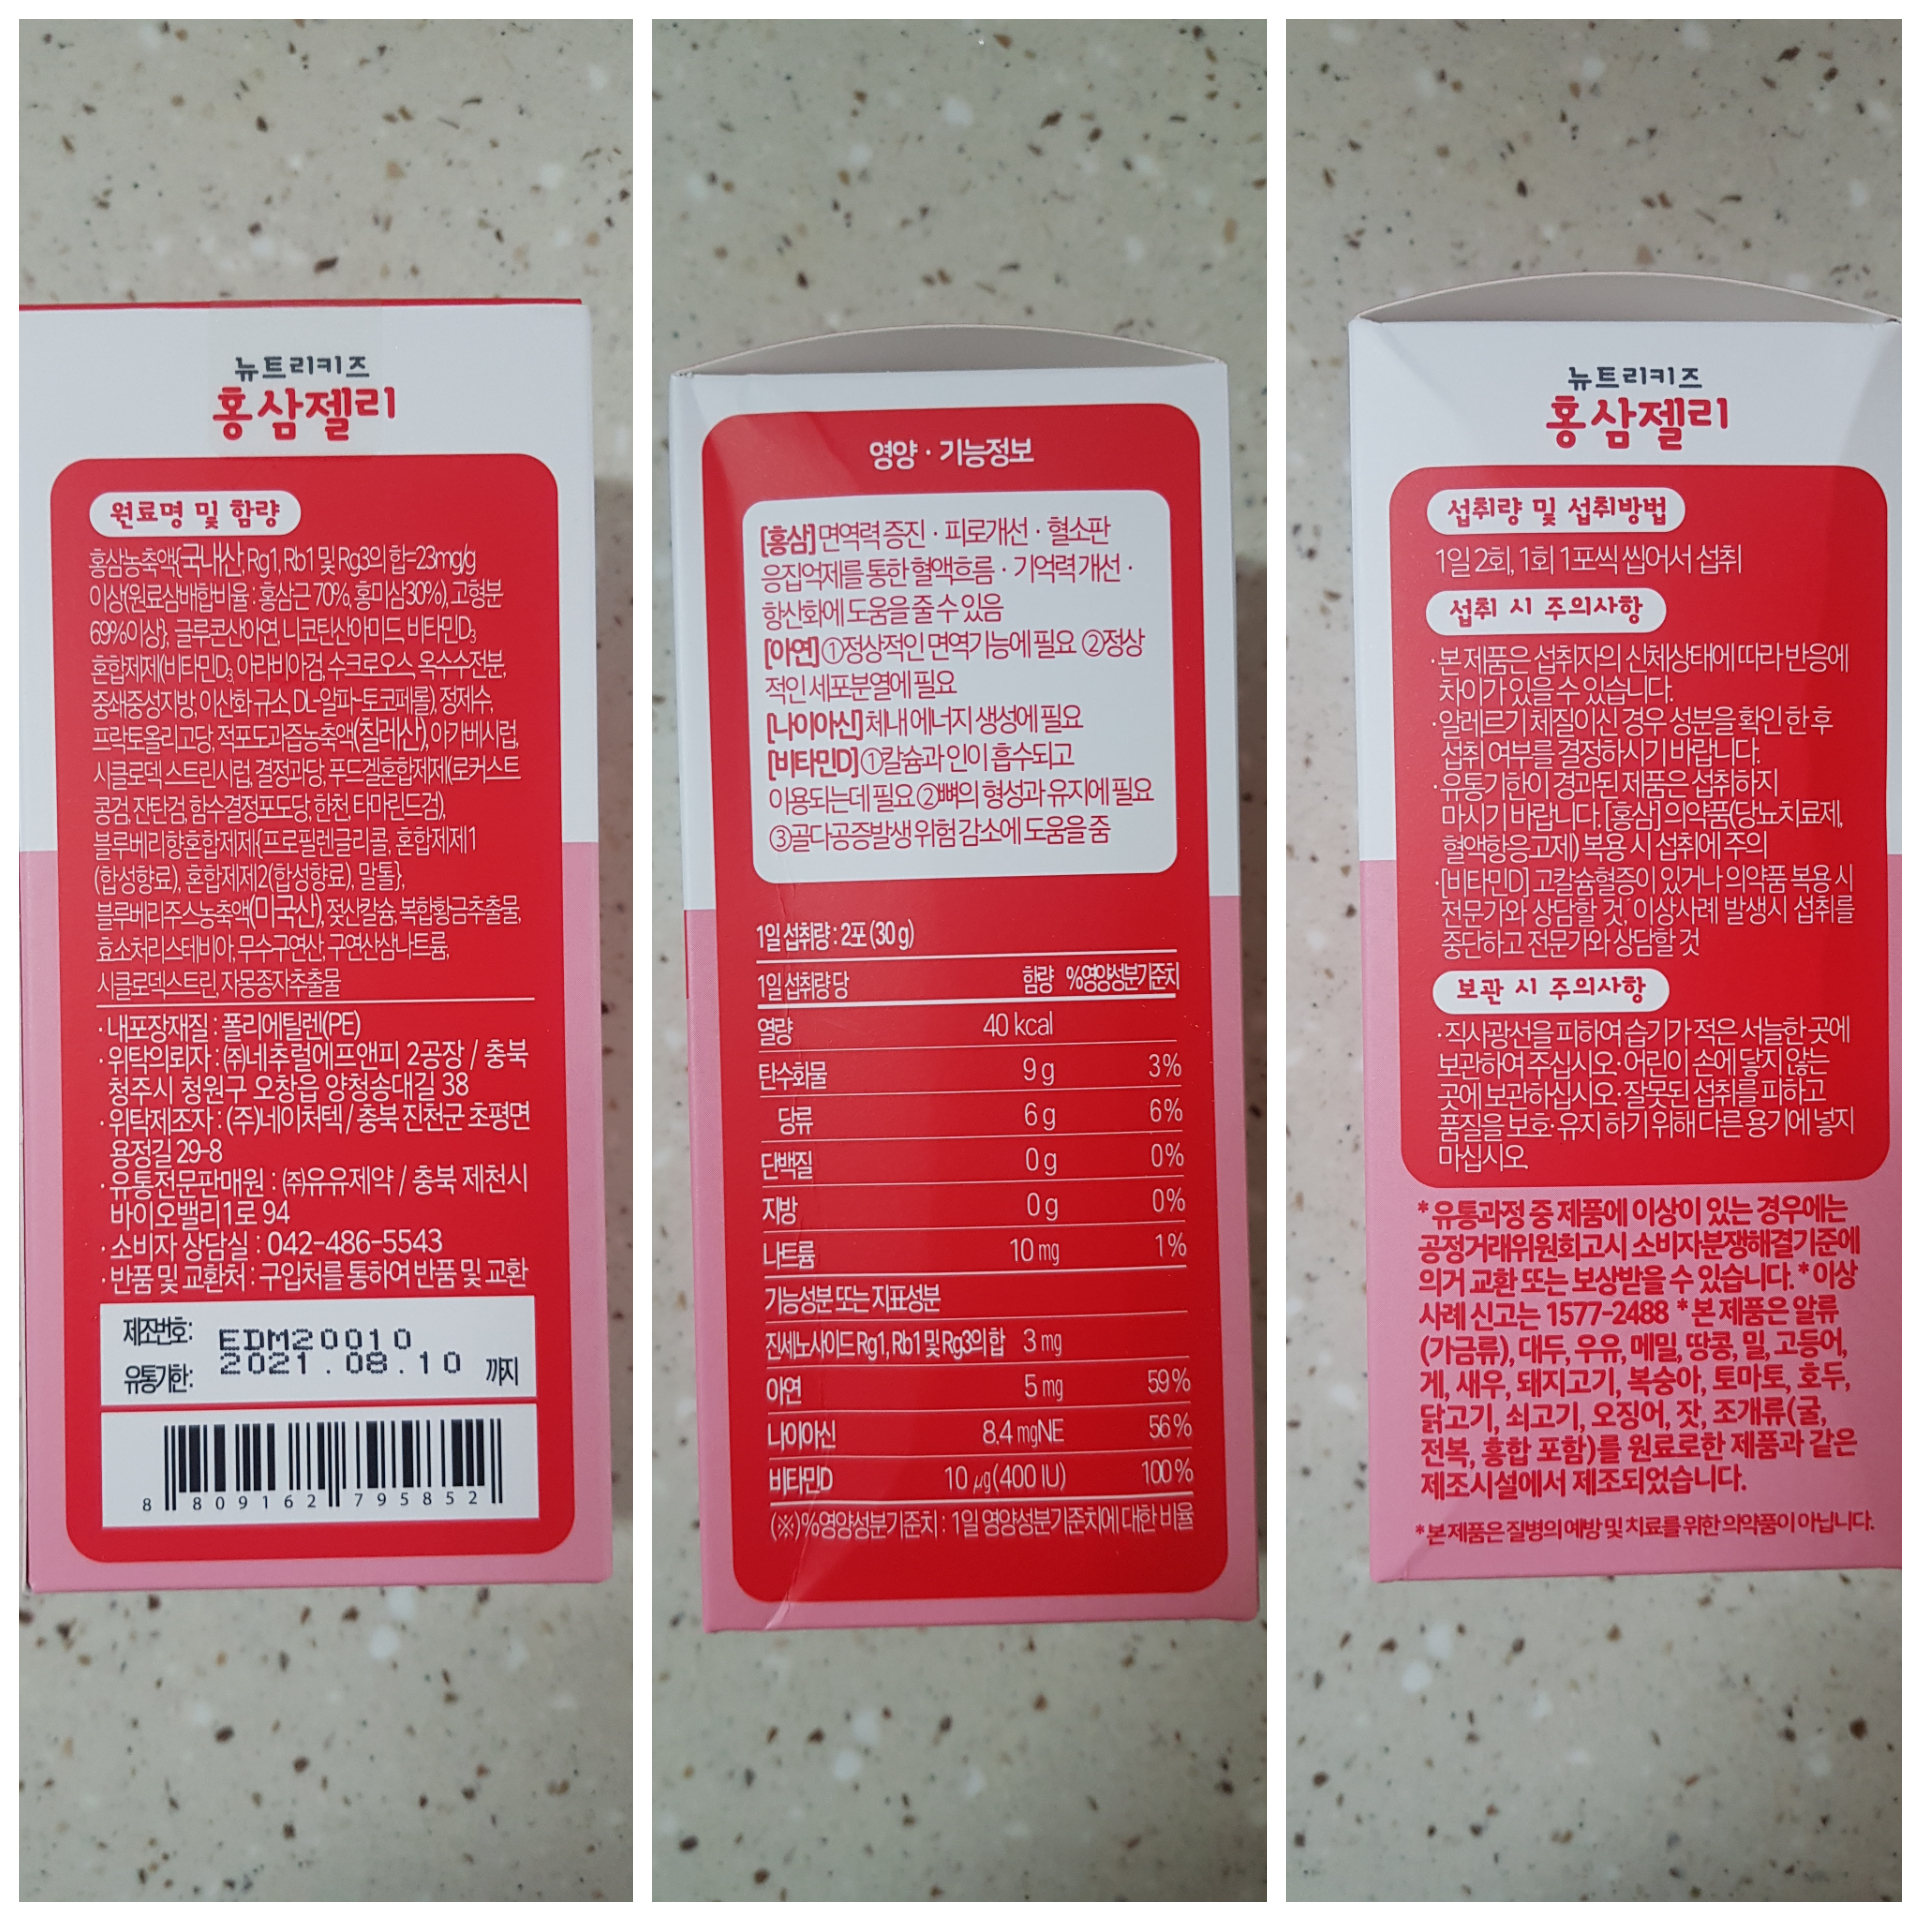 뉴트리키즈
홍삼젤리
원료명 및 함량
홍삼농축액{국내산, Rg1, Rb1 및 Rg3의 합=23mg/g
이상(원료삼배합비율 : 홍삼근 70%, 홍미삼30%), 고형분
69%이상}, 글루콘산아연, 니코틴산아미드, 비타민D₃
혼합제제(비타민D₃, 아라비아검, 수크로오스, 옥수수전분,
중쇄중성지방, 이산화규소, DL-알파-토코페롤), 정제수,
프락토올리고당, 적포도과즙농축액(칠레산), 아가베시럽,
시클로덱스트린시럽, 결정과당, 푸드겔혼합제제(로커스트
콩검, 잔탄검, 함수결정포도당, 한천, 타마린드검),
블루베리향혼합제제{프로필렌글리콜, 혼합제제1
(합성향료), 혼합제제2(합성향료), 말톨},
블루베리주스농축액(미국산), 젖산칼슘, 복합황금추출물,
효소처리스테비아, 무수구연산, 구연산삼나트륨,
시클로덱스트린, 자몽종자추출물
· 내포장재질 : 폴리에틸렌(PE)
· 위탁의뢰자 : ㈜네추럴에프앤피 2공장 / 충북
청주시 청원구 오창읍 양청송대길 38
· 위탁제조자 : (주)네이처텍 / 충북 진천군 초평면
용정길 29-8
· 유통전문판매원 : ㈜유유제약 / 충북 제천시
바이오밸리1로 94
· 소비자 상담실 : 042-486-5543
· 반품 및 교환처 : 구입처를 통하여 반품 및 교환
제조번호: EDM20010
유통기한: 2021.08.10 까지
8 809162 795852
영양 · 기능정보
[홍삼] 면역력 증진 · 피로개선 · 혈소판
응집억제를 통한 혈액흐름 · 기억력 개선 ·
항산화에 도움을 줄 수 있음
[아연] ①정상적인 면역기능에 필요 ②정상
적인 세포분열에 필요
[나이아신] 체내 에너지 생성에 필요
[비타민D] ①칼슘과 인이 흡수되고
이용되는데 필요 ②뼈의 형성과 유지에 필요
③골다공증발생 위험 감소에 도움을 줌
1일 섭취량 : 2포 (30 g)
1일 섭취량 당 함량 %영양성분기준치
열량 40 kcal
탄수화물 9 g 3%
당류 6 g 6%
단백질 0 g 0%
지방 0 g 0%
나트륨 10 mg 1%
기능성분 또는 지표성분
진세노사이드 Rg1, Rb1 및 Rg3의 합 3 mg
아연 5 mg 59%
나이아신 8.4 mgNE 56%
비타민D 10 ㎍(400 IU) 100%
(※)%영양성분기준치 : 1일 영양성분기준치에 대한 비율
뉴트리키즈
홍삼젤리
섭취량 및 섭취방법
1일 2회, 1회 1포씩 씹어서 섭취
섭취 시 주의사항
·본 제품은 섭취자의 신체상태에 따라 반응에
차이가 있을 수 있습니다.
·알레르기 체질이신 경우 성분을 확인 한 후
섭취 여부를 결정하시기 바랍니다.
·유통기한이 경과된 제품은 섭취하지
마시기 바랍니다. [홍삼] 의약품(당뇨치료제,
혈액항응고제) 복용 시 섭취에 주의
·[비타민D] 고칼슘혈증이 있거나 의약품 복용 시
전문가와 상담할 것, 이상사례 발생시 섭취를
중단하고 전문가와 상담할 것
보관 시 주의사항
·직사광선을 피하여 습기가 적은 서늘한 곳에
보관하여 주십시오·어린이 손에 닿지 않는
곳에 보관하십시오·잘못된 섭취를 피하고
품질을 보호·유지 하기 위해 다른 용기에 넣지
마십시오.
* 유통과정 중 제품에 이상이 있는 경우에는
공정거래위원회고시 소비자분쟁해결기준에
의거 교환 또는 보상받을 수 있습니다. * 이상
사례 신고는 1577-2488 * 본 제품은 알류
(가금류), 대두, 우유, 메밀, 땅콩, 밀, 고등어,
게, 새우, 돼지고기, 복숭아, 토마토, 호두,
닭고기, 쇠고기, 오징어, 잣, 조개류(굴,
전복, 홍합 포함)를 원료로한 제품과 같은
제조시설에서 제조되었습니다.
* 본 제품은 질병의 예방 및 치료를 위한 의약품이 아닙니다.